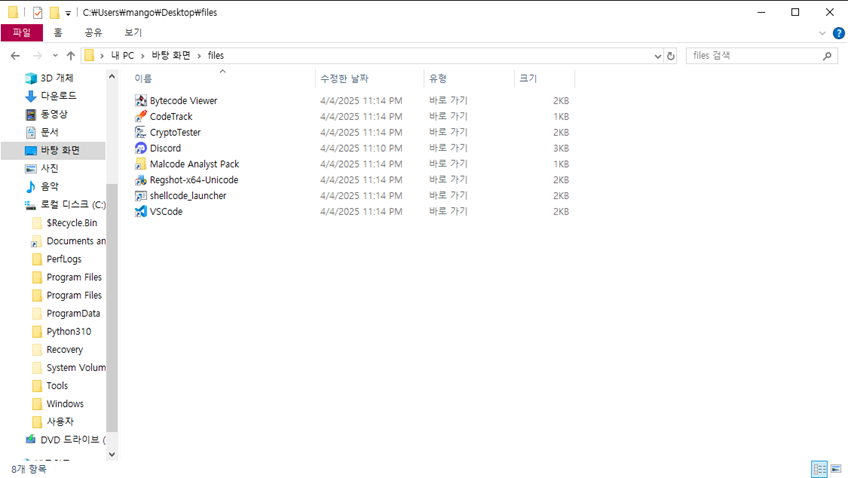 C:₩Users₩mango₩Desktop₩files
파일 홈 공유 보기
내 PC > 바탕 화면 > files
files 검색
이름 수정한 날짜 유형 크기
3D 개체
다운로드
동영상
문서
바탕 화면
사진
음악
로컬 디스크 (C:)
$Recycle.Bin
Documents an
PerfLogs
Program Files
Program Files
ProgramData
Python310
Recovery
System Volum
Tools
Windows
사용자
DVD 드라이브 (
Bytecode Viewer 4/4/2025 11:14 PM 바로 가기 2KB
CodeTrack 4/4/2025 11:14 PM 바로 가기 1KB
CryptoTester 4/4/2025 11:14 PM 바로 가기 2KB
Discord 4/4/2025 11:10 PM 바로 가기 3KB
Malcode Analyst Pack 4/4/2025 11:14 PM 바로 가기 1KB
Regshot-x64-Unicode 4/4/2025 11:14 PM 바로 가기 2KB
shellcode_launcher 4/4/2025 11:14 PM 바로 가기 2KB
VSCode 4/4/2025 11:14 PM 바로 가기 2KB
8개 항목